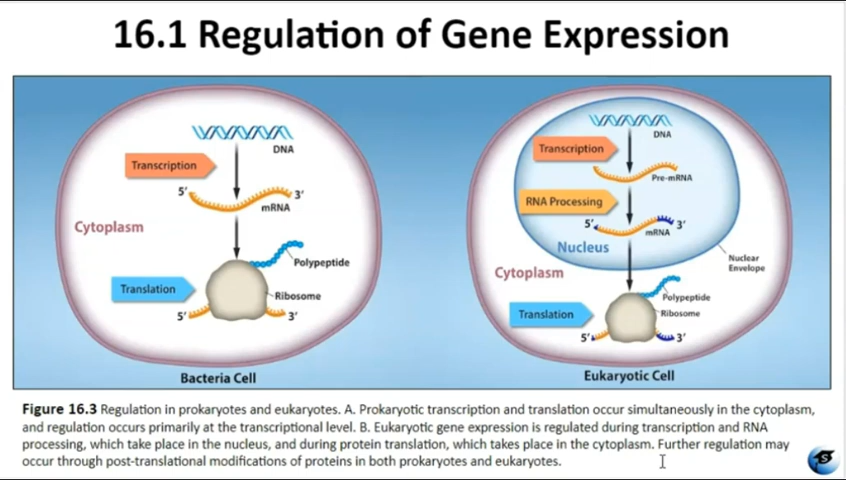 16.1 Regulation of Gene Expression
DNA
Transcription
5'
3'
mRNA
Cytoplasm
Polypeptide
Translation
Ribosome
5'
3'
Bacteria Cell
DNA
Transcription
Pre-mRNA
RNA Processing
5'
3'
mRNA
Nucleus
Nuclear
Envelope
Cytoplasm
Polypeptide
Ribosome
Translation
5'
3'
Eukaryotic Cell
Figure 16.3 Regulation in prokaryotes and eukaryotes. A. Prokaryotic transcription and translation occur simultaneously in the cytoplasm,
and regulation occurs primarily at the transcriptional level. B. Eukaryotic gene expression is regulated during transcription and RNA
processing, which take place in the nucleus, and during protein translation, which takes place in the cytoplasm. Further regulation may
occur through post-translational modifications of proteins in both prokaryotes and eukaryotes.
S